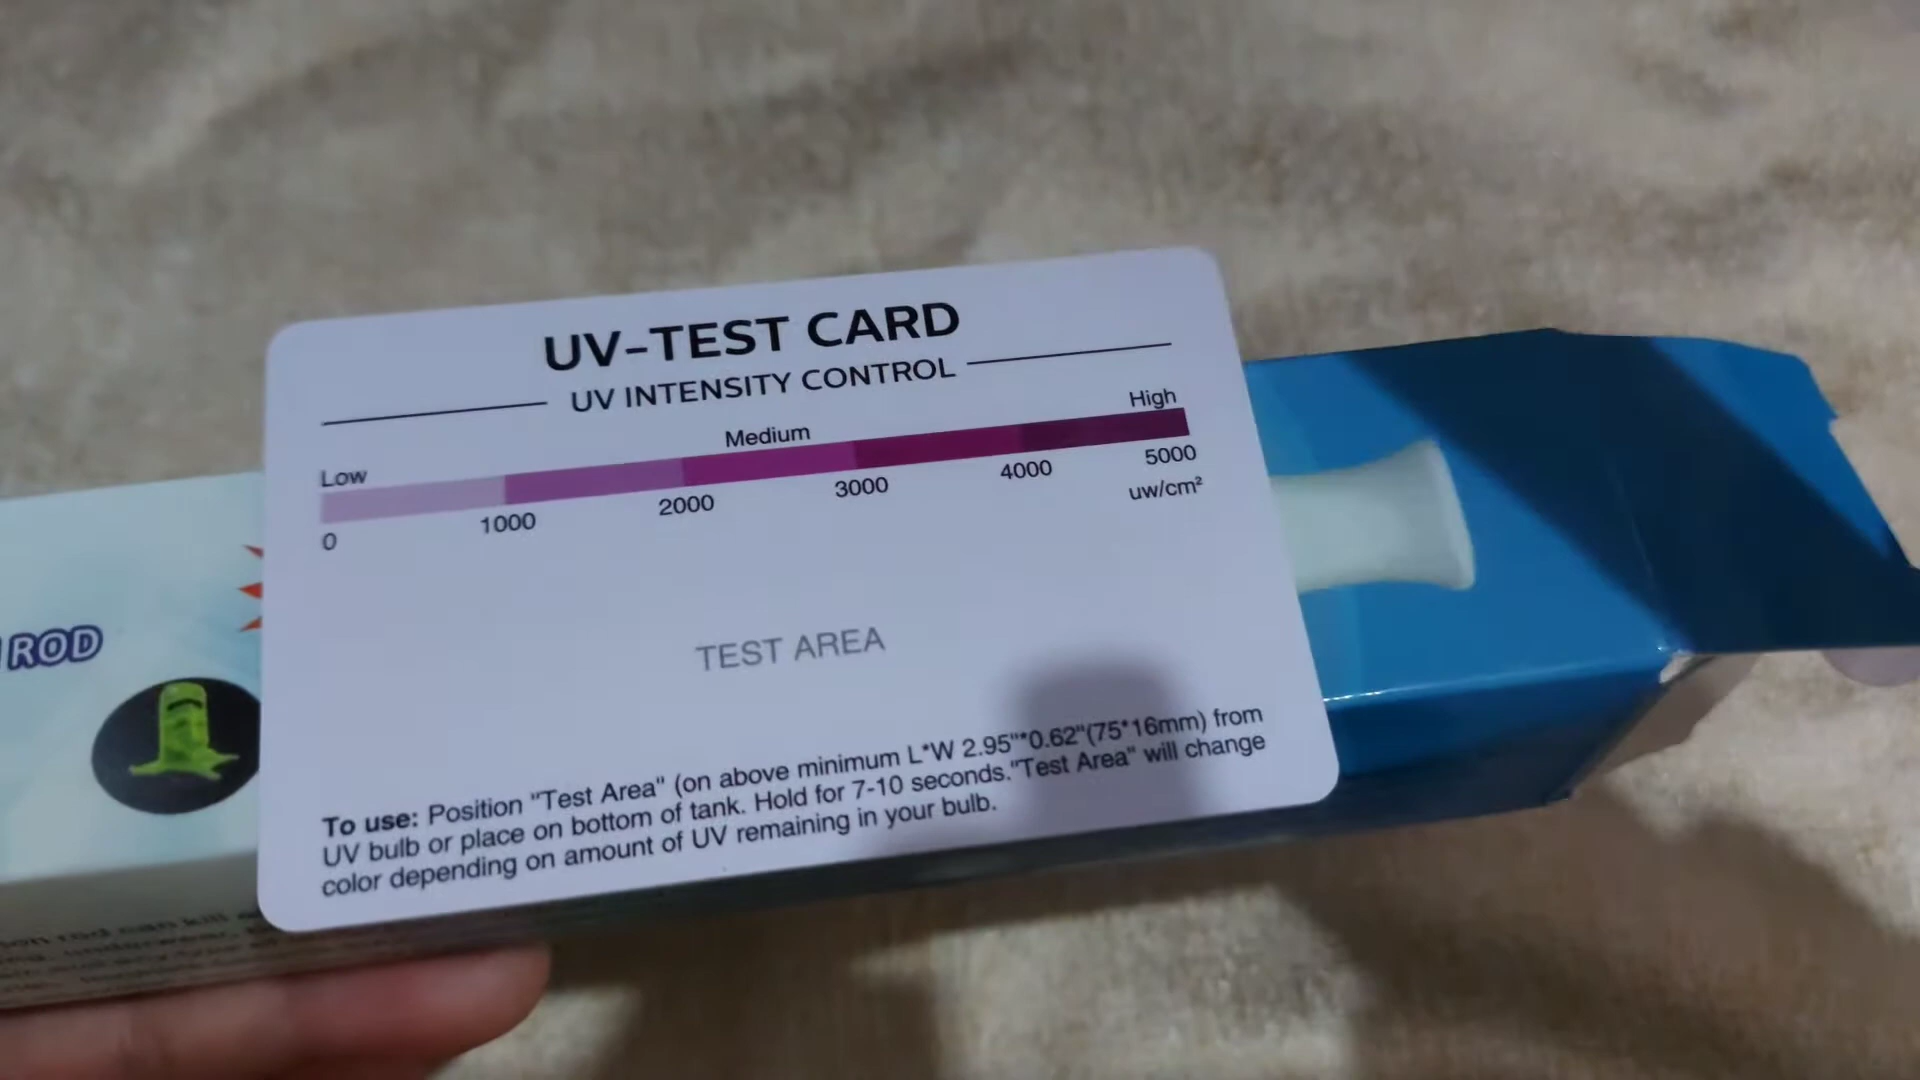 UV-TEST CARD
UV INTENSITY CONTROL
Low Medium High
0 1000 2000 3000 4000 5000
uw/cm²
TEST AREA
To use: Position "Test Area" (on above minimum L*W 2.95"*0.62"(75*16mm) from
UV bulb or place on bottom of tank. Hold for 7-10 seconds."Test Area" will change
color depending on amount of UV remaining in your bulb.
ROD
rod can kill